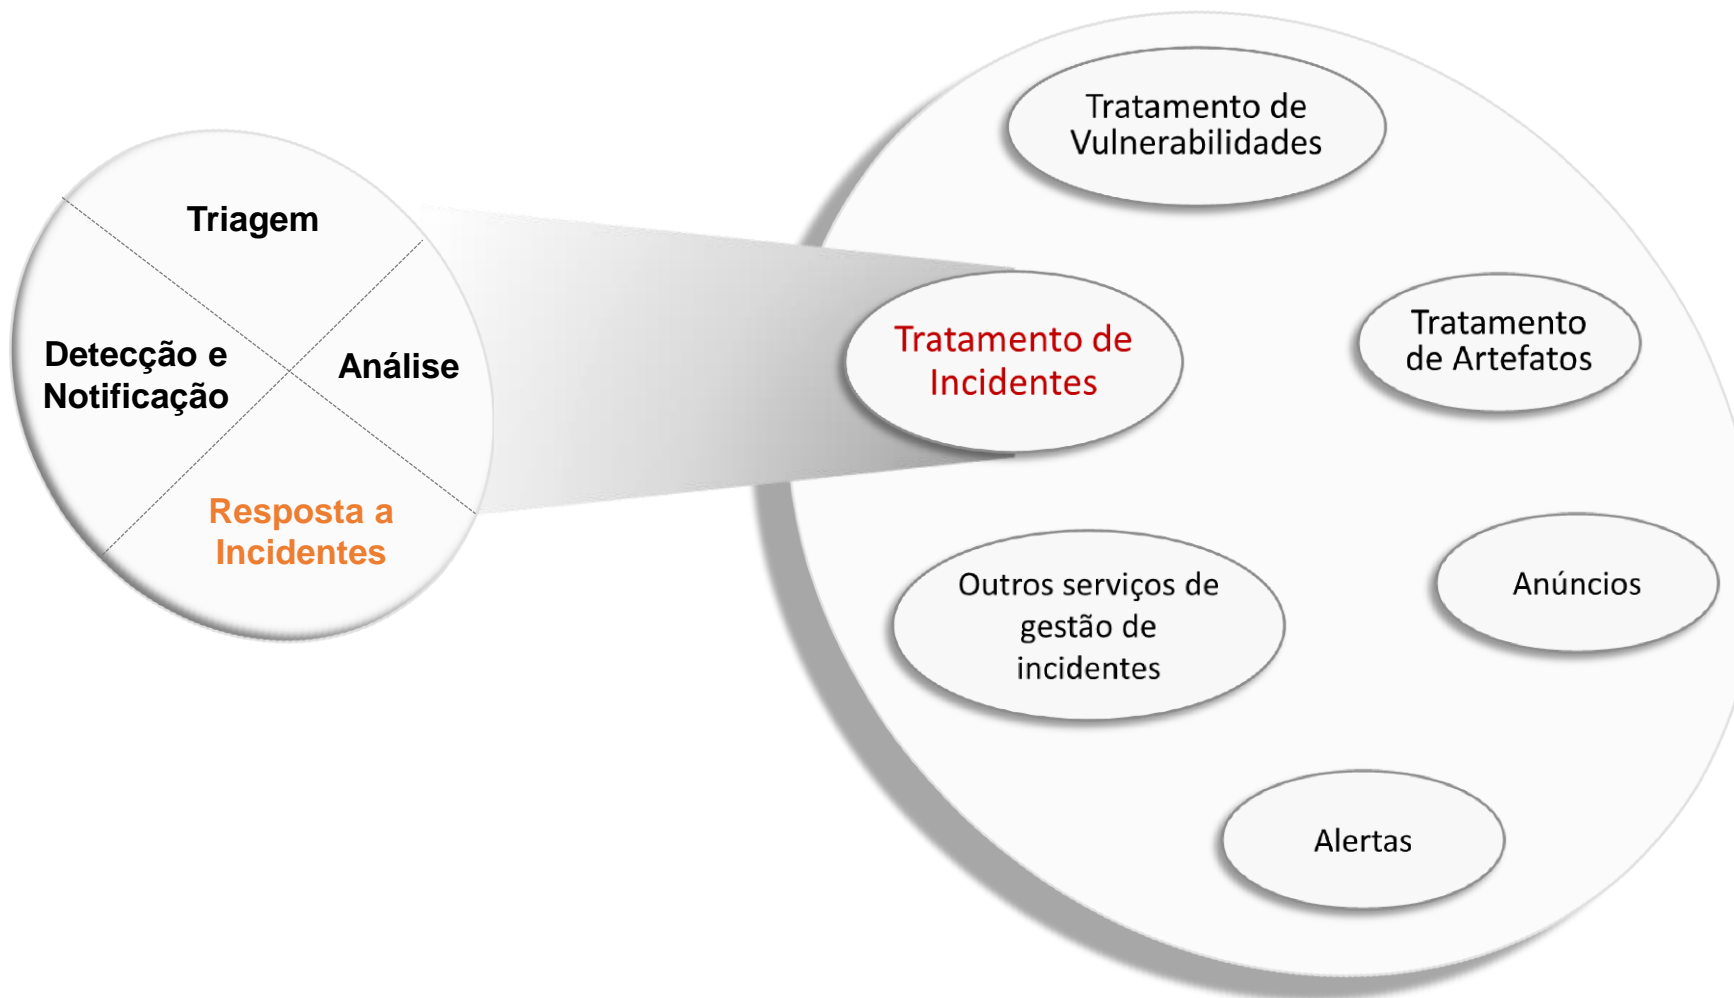 Triagem
Detecção e
Notificação
Análise
Resposta a
Incidentes
Tratamento de
Vulnerabilidades
Tratamento de
Incidentes
Tratamento
de Artefatos
Outros serviços de
gestão de
incidentes
Anúncios
Alertas